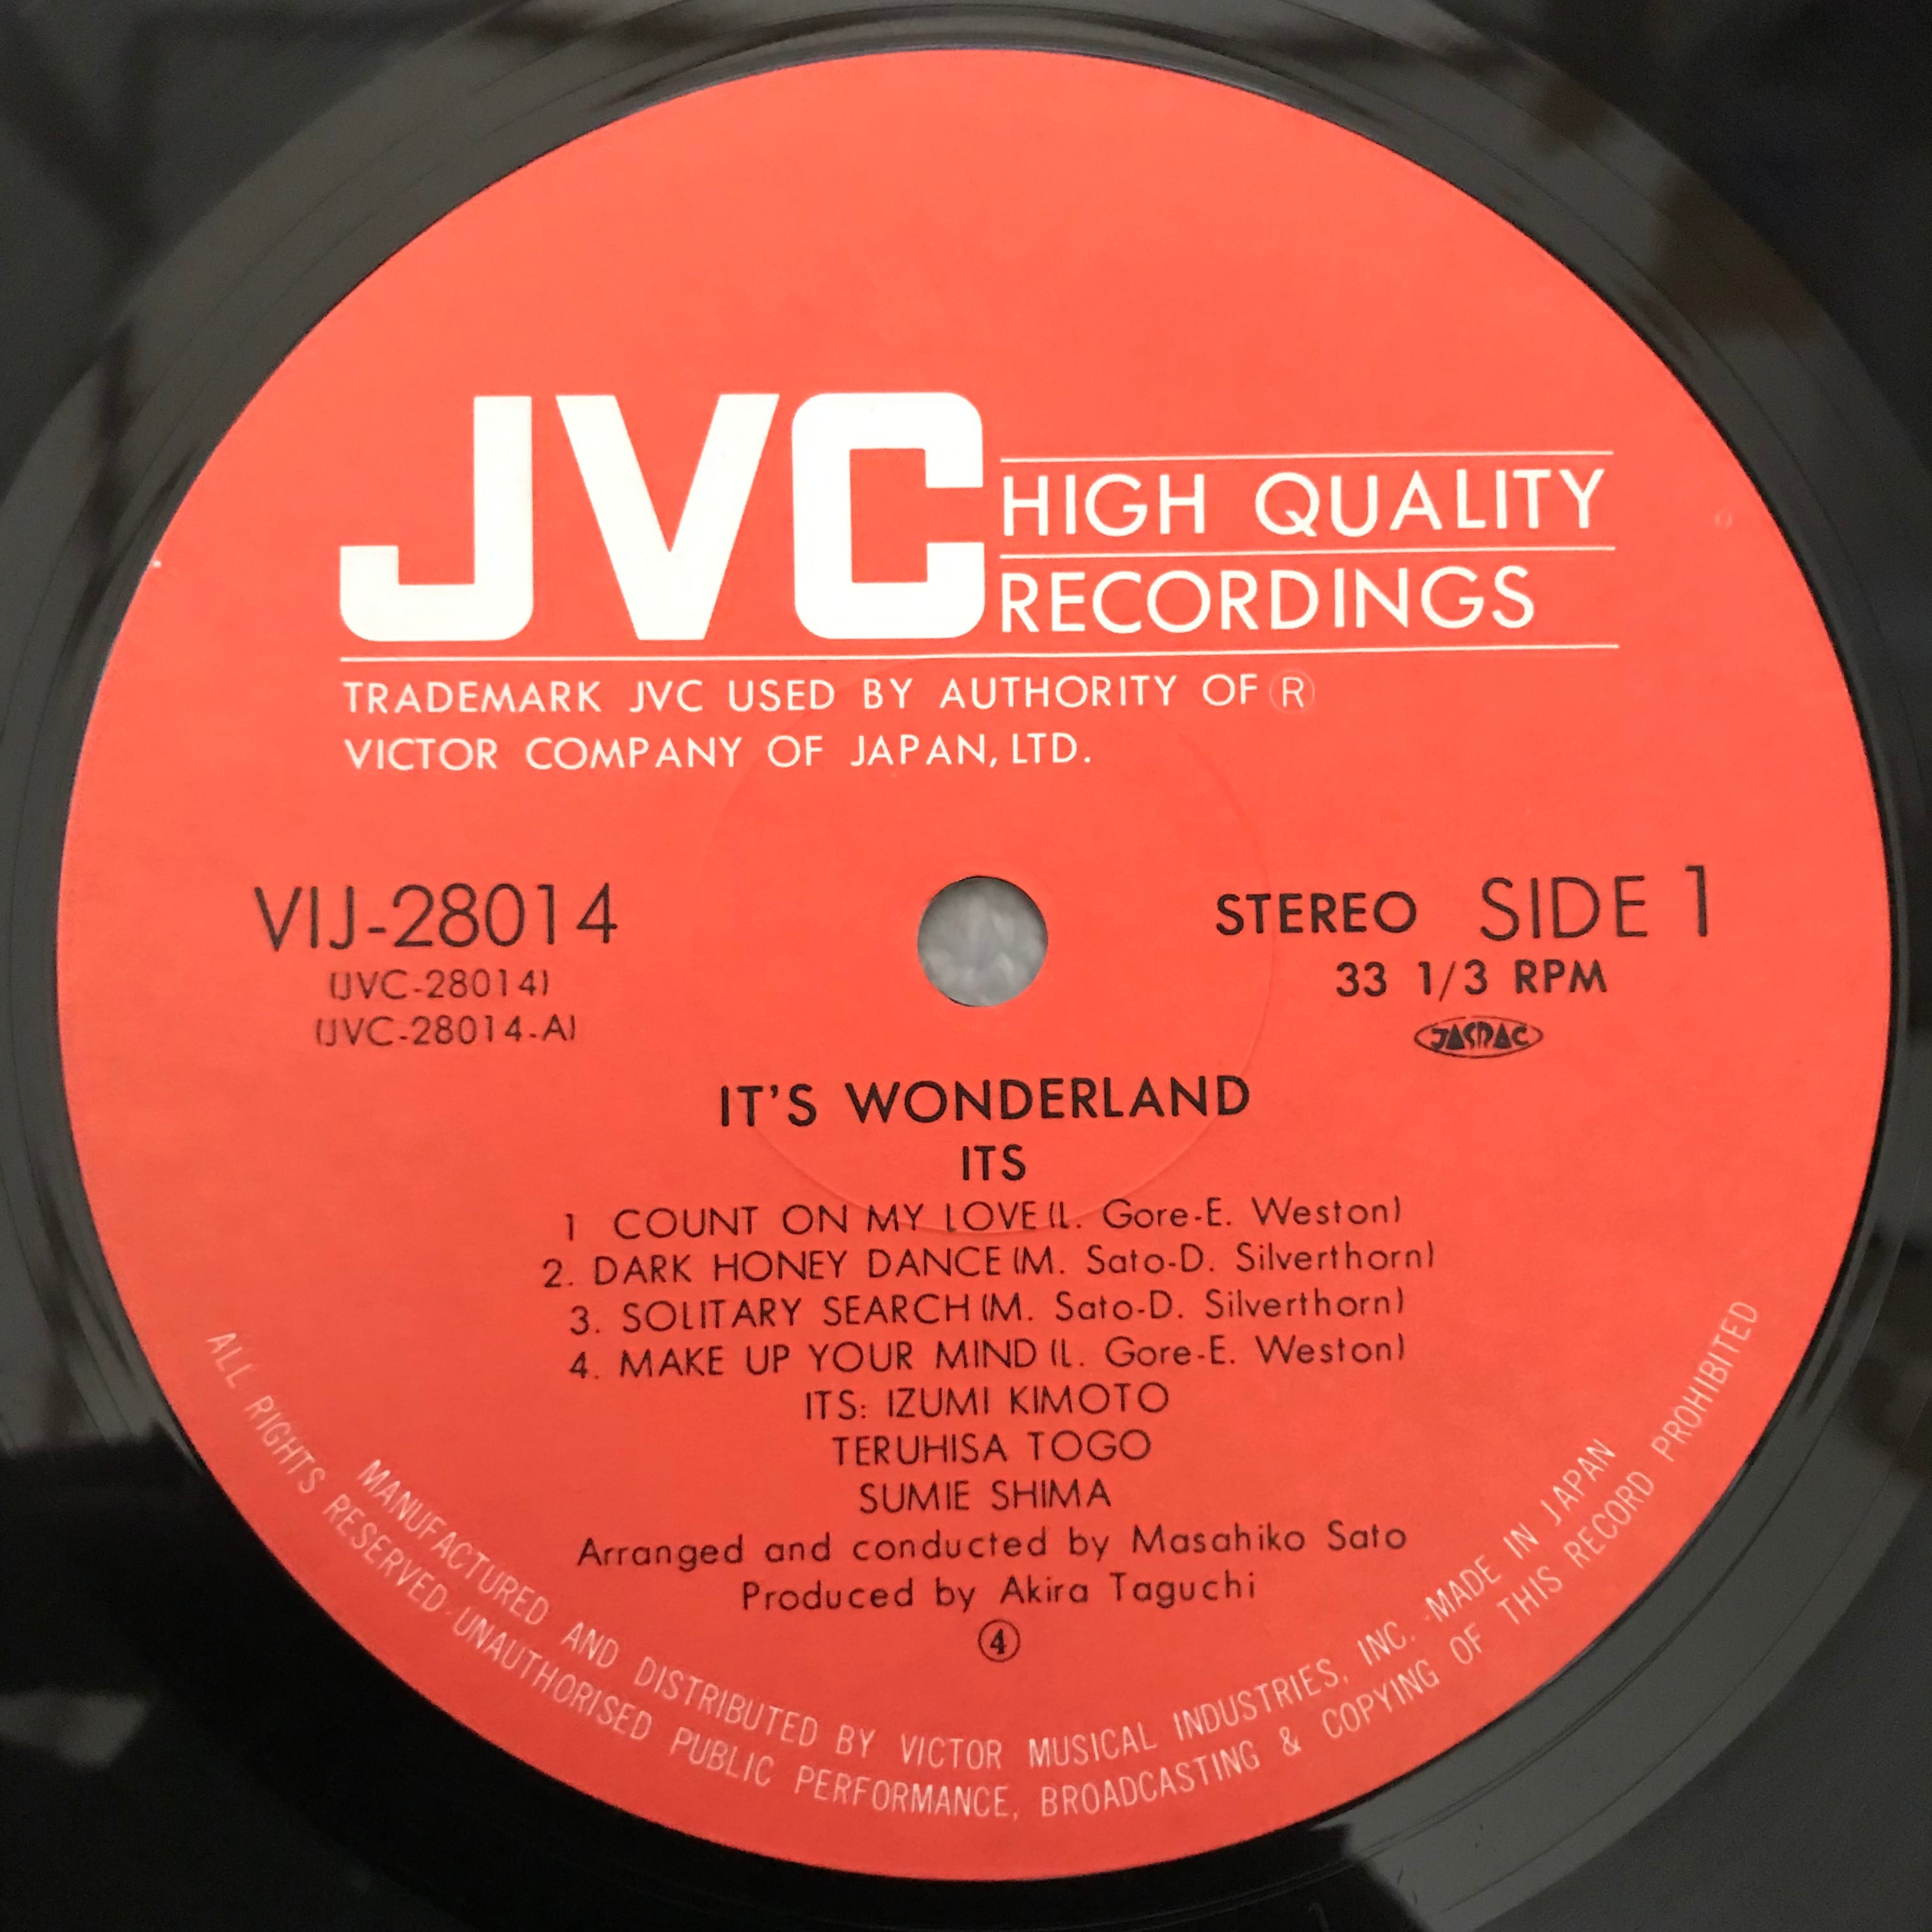 JVC HIGH QUALITY
RECORDINGS
TRADEMARK JVC USED BY AUTHORITY OF Ⓡ
VICTOR COMPANY OF JAPAN, LTD.
VIJ-28014
(JVC-28014)
(JVC-28014-A)
STEREO SIDE 1
33 1/3 RPM
JASRAC
IT'S WONDERLAND
ITS
1 COUNT ON MY LOVE (L. Gore-E. Weston)
2. DARK HONEY DANCE (M. Sato-D. Silverthorn)
3. SOLITARY SEARCH (M. Sato-D. Silverthorn)
4. MAKE UP YOUR MIND (L. Gore-E. Weston)
ITS: IZUMI KIMOTO
TERUHISA TOGO
SUMIE SHIMA
Arranged and conducted by Masahiko Sato
Produced by Akira Taguchi
④
MANUFACTURED AND DISTRIBUTED BY VICTOR MUSICAL INDUSTRIES, INC. ·MADE IN JAPAN
ALL RIGHTS RESERVED·UNAUTHORISED PUBLIC PERFORMANCE, BROADCASTING & COPYING OF THIS RECORD PROHIBITED